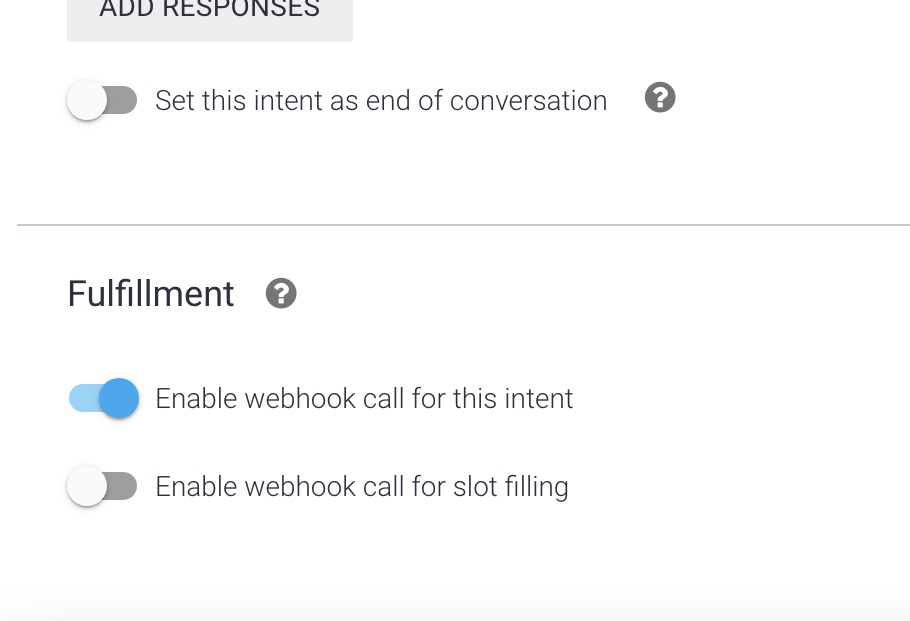 ADD RESPONSES
Set this intent as end of conversation ?
Fulfillment ?
Enable webhook call for this intent
Enable webhook call for slot filling